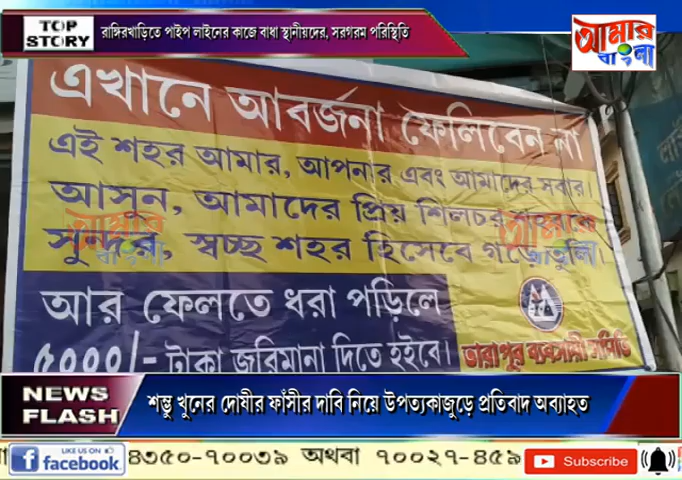 TOP STORY
রাঙ্গিরখাড়িতে পাইপ লাইনের কাজে বাধা স্থানীয়দের, সরগরম পরিস্থিতি
আমার বাংলা
এখানে আবর্জনা ফেলিবেন না
এই শহর আমার, আপনার এবং আমাদের সবার।
আসুন, আমাদের প্রিয় শিলচর
সুন্দর, স্বচ্ছ শহর হিসেবে গড়ে তুলি।
আর ফেলতে ধরা পড়িলে
৫০০০/- টাকা জরিমানা দিতে হইবে।
তারাপুর ব্যবসায়ী সমিতি
NEWS FLASH
শম্ভু খুনের দোষীর ফাঁসীর দাবি নিয়ে উপত্যকাজুড়ে প্রতিবাদ অব্যাহত
LIKE US ON
facebook
৪৩৫০-৭০০৩৯ অথবা ৭০০২৭-৪৫৯
Subscribe